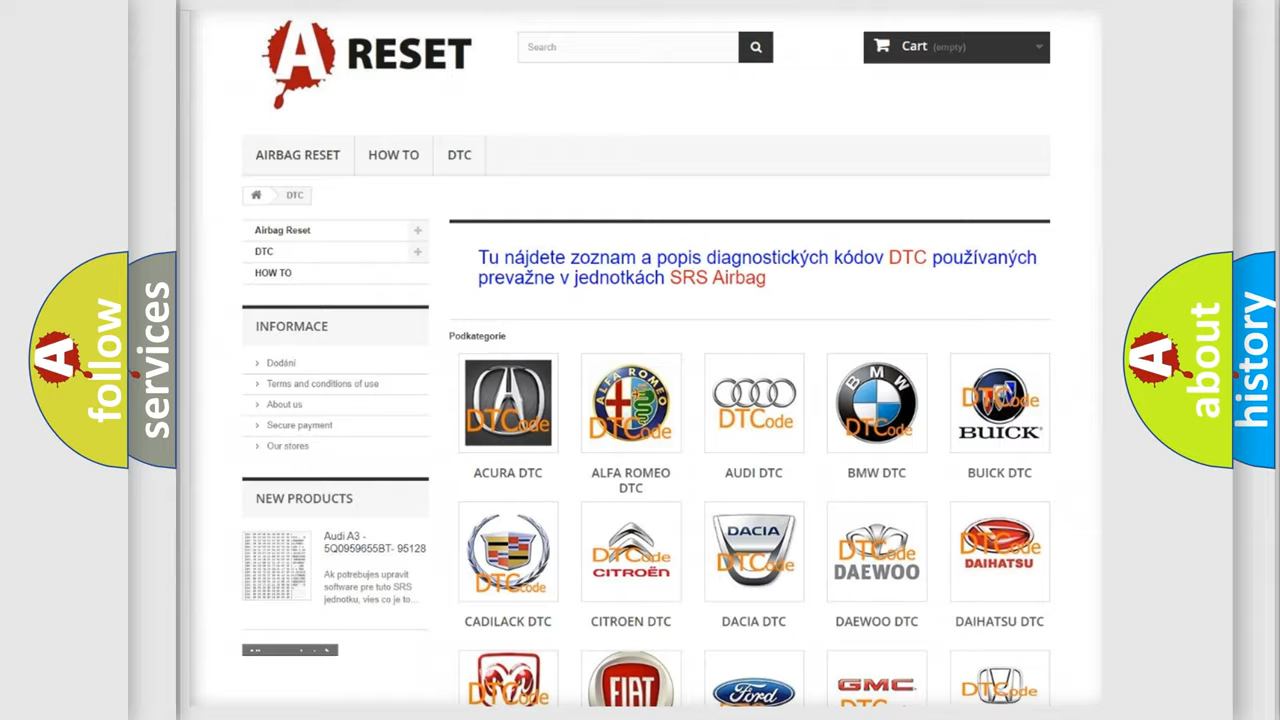 A RESET
Search
Cart (empty)
AIRBAG RESET
HOW TO
DTC
DTC
Airbag Reset
DTC
HOW TO
INFORMACE
Dodání
Terms and conditions of use
About us
Secure payment
Our stores
NEW PRODUCTS
Audi A3 -
5Q0959655BT- 95128
Ak potrebujes upravit
software pre tuto SRS
jednotku, vies co je to...
Tu nájdete zoznam a popis diagnostických kódov DTC používaných
prevažne v jednotkách SRS Airbag
Podkategorie
DTCode
ALFA ROMEO
DTCode
DTCode
BMW
DTCode
DTCode
BUICK
ACURA DTC
ALFA ROMEO
DTC
AUDI DTC
BMW DTC
BUICK DTC
DTCode
DTCode
CITROËN
DACIA
DTCode
DTCode
DAEWOO
DTCode
DAIHATSU
CADILACK DTC
CITROEN DTC
DACIA DTC
DAEWOO DTC
DAIHATSU DTC
DTCode
FIAT
Ford
GMC
DTCode
A follow
services
A about
history